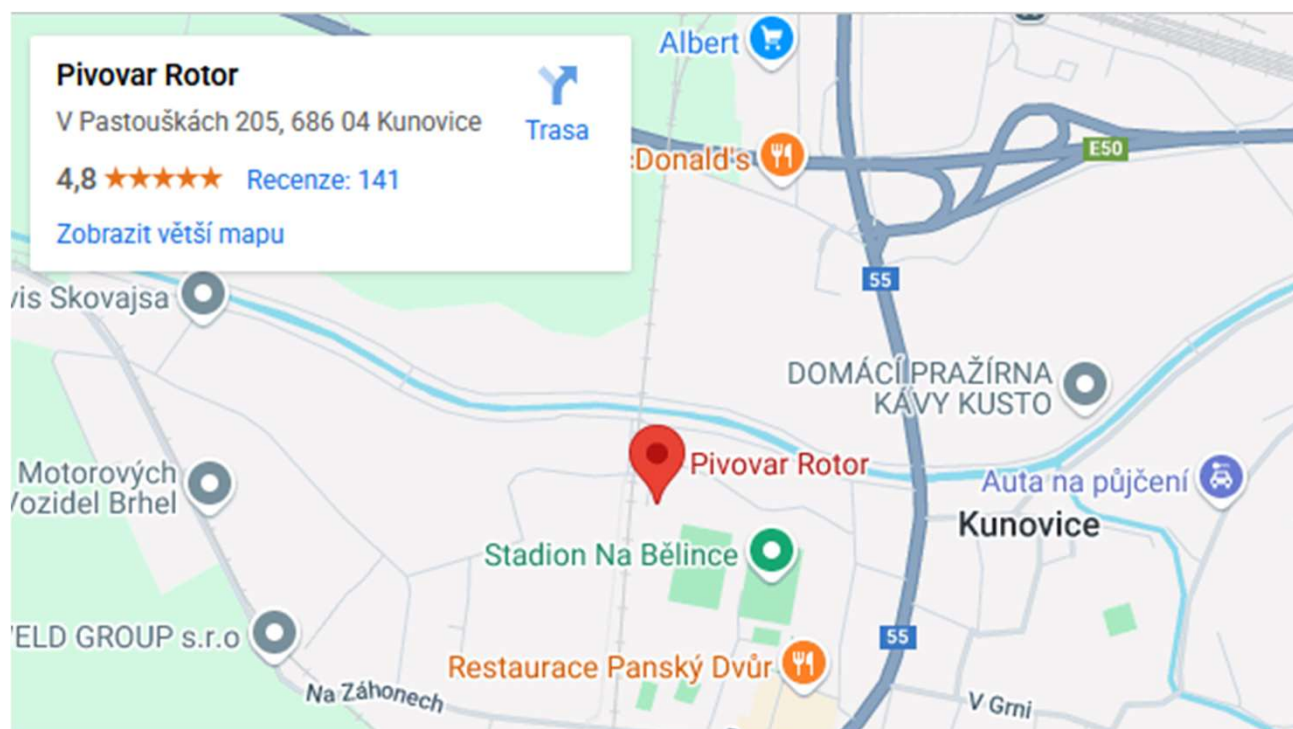 Pivovar Rotor
V Pastouškách 205, 686 04 Kunovice
Trasa
4,8
Recenze: 141
Zobrazit větší mapu
Albert
Donald's
E50
55
vis Skovajsa
DOMÁCÍ PRAŽÍRNA
KÁVY KUSTO
Pivovar Rotor
Motorových
Vozidel Brhel
Auta na půjčení
Kunovice
Stadion Na Bělince
ELD GROUP s.r.o
55
Restaurace Panský Dvůr
Na Záhonech
V Grni